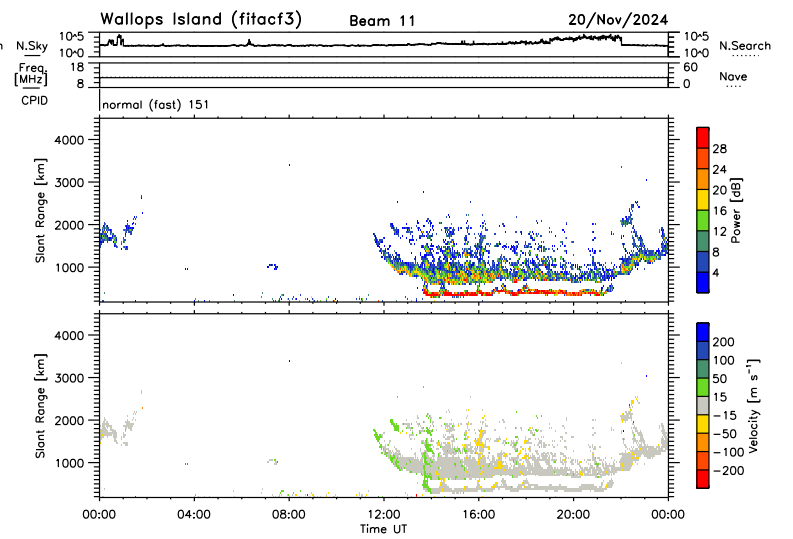 Wallops Island (fitacf3) Beam 11 20/Nov/2024
N.Sky 10^5 10^5 N.Search
10^0 10^0
Freq. 18 60 Nave
[MHz] 8 0
CPID normal (fast) 151
4000
3000
2000
1000
Slant Range [km]
28
24
20
16
12
8
4
Power [dB]
4000
3000
2000
1000
Slant Range [km]
200
100
50
15
-15
-50
-100
-200
Velocity [m s⁻¹]
00:00 04:00 08:00 12:00 16:00 20:00 00:00
Time UT